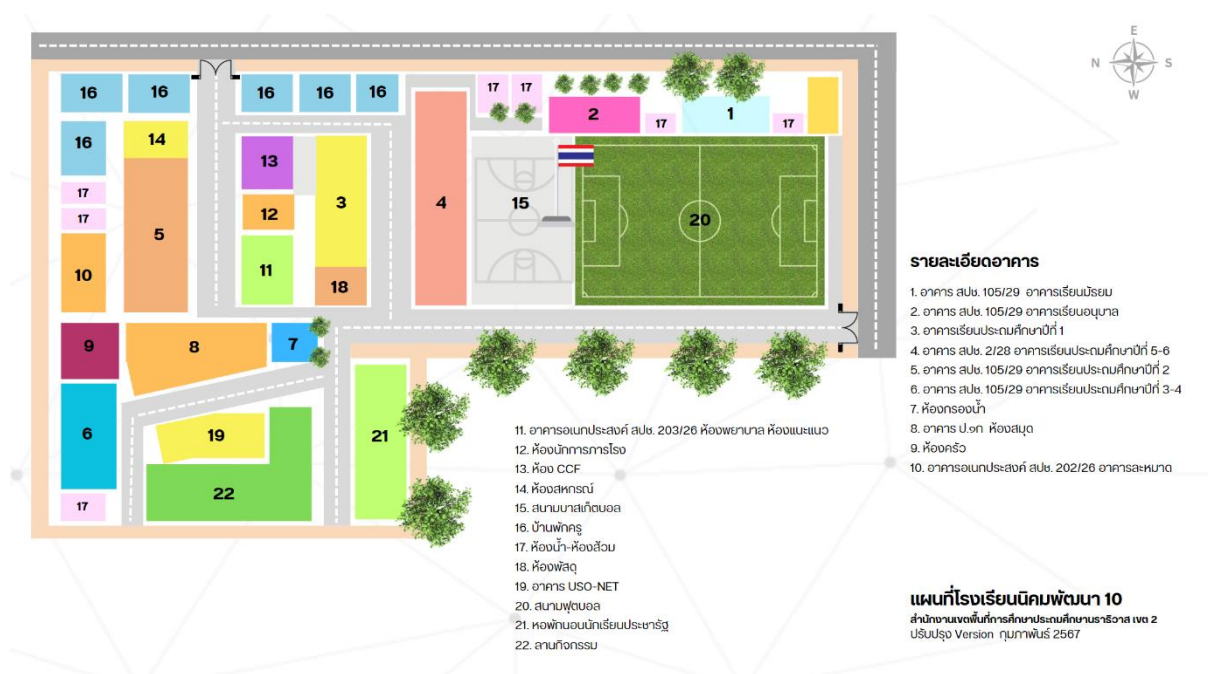 E
N S
W
16
16
16
16
16
17
17
2
17
1
17
16
14
13
3
4
15
20
17
17
12
5
10
11
18
9
8
7
6
19
21
22
17
รายละเอียดอาคาร
1. อาคาร สปช. 105/29 อาคารเรียนมัธยม
2. อาคาร สปช. 105/29 อาคารเรียนอนุบาล
3. อาคารเรียนประถมศึกษาปีที่ 1
4. อาคาร สปช. 2/28 อาคารเรียนประถมศึกษาปีที่ 5-6
5. อาคาร สปช. 105/29 อาคารเรียนประถมศึกษาปีที่ 2
6. อาคาร สปช. 105/29 อาคารเรียนประถมศึกษาปีที่ 3-4
7. ห้องกรองน้ำ
8. อาคาร ป.๑ก ห้องสมุด
9. ห้องครัว
10. อาคารอเนกประสงค์ สปช. 202/26 อาคารละหมาด
11. อาคารอเนกประสงค์ สปช. 203/26 ห้องพยาบาล ห้องแนะแนว
12. ห้องนักการภารโรง
13. ห้อง CCF
14. ห้องสหกรณ์
15. สนามบาสเก็ตบอล
16. บ้านพักครู
17. ห้องน้ำ-ห้องส้วม
18. ห้องพัสดุ
19. อาคาร USO-NET
20. สนามฟุตบอล
21. หอพักนอนนักเรียนประชารัฐ
22. ลานกิจกรรม
แผนที่โรงเรียนนิคมพัฒนา 10
สำนักงานเขตพื้นที่การศึกษาประถมศึกษานราธิวาส เขต 2
ปรับปรุง Version กุมภาพันธ์ 2567